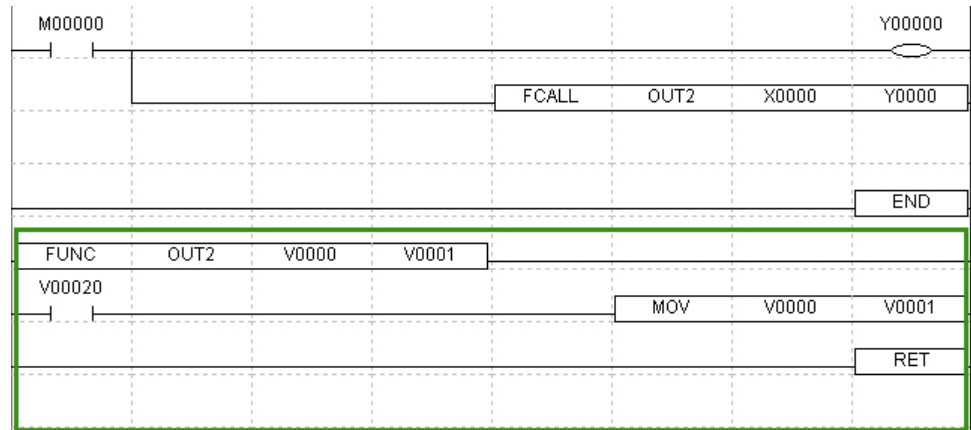 M00000 Y00000
FCALL OUT2 X0000 Y0000
END
FUNC OUT2 V0000 V0001
V00020
MOV V0000 V0001
RET